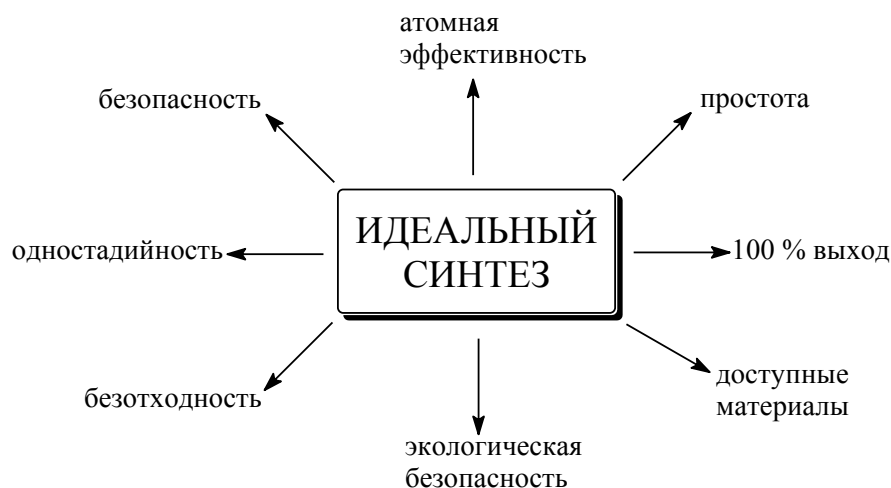 атомная
эффективность
безопасность
простота
ИДЕАЛЬНЫЙ
СИНТЕЗ
одностадийность
100 % выход
безотходность
доступные
материалы
экологическая
безопасность